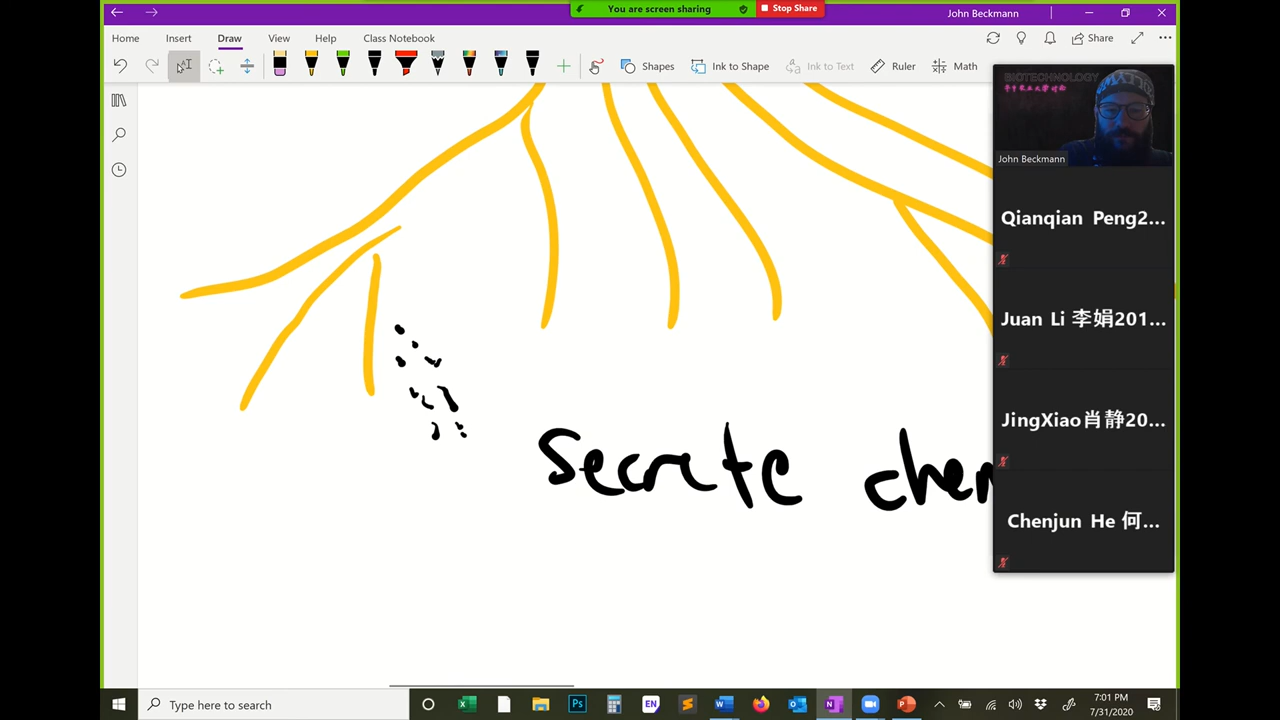 You are screen sharing Stop Share
John Beckmann
Home Insert Draw View Help Class Notebook
Share
Shapes Ink to Shape Ink to Text Ruler Math
BIOTECHNOLOGY
John Beckmann
Qianqian Peng2...
Juan Li 李娟201...
JingXiao肖静20...
Chenjun He 何...
Secrete chem
Type here to search
7:01 PM
7/31/2020